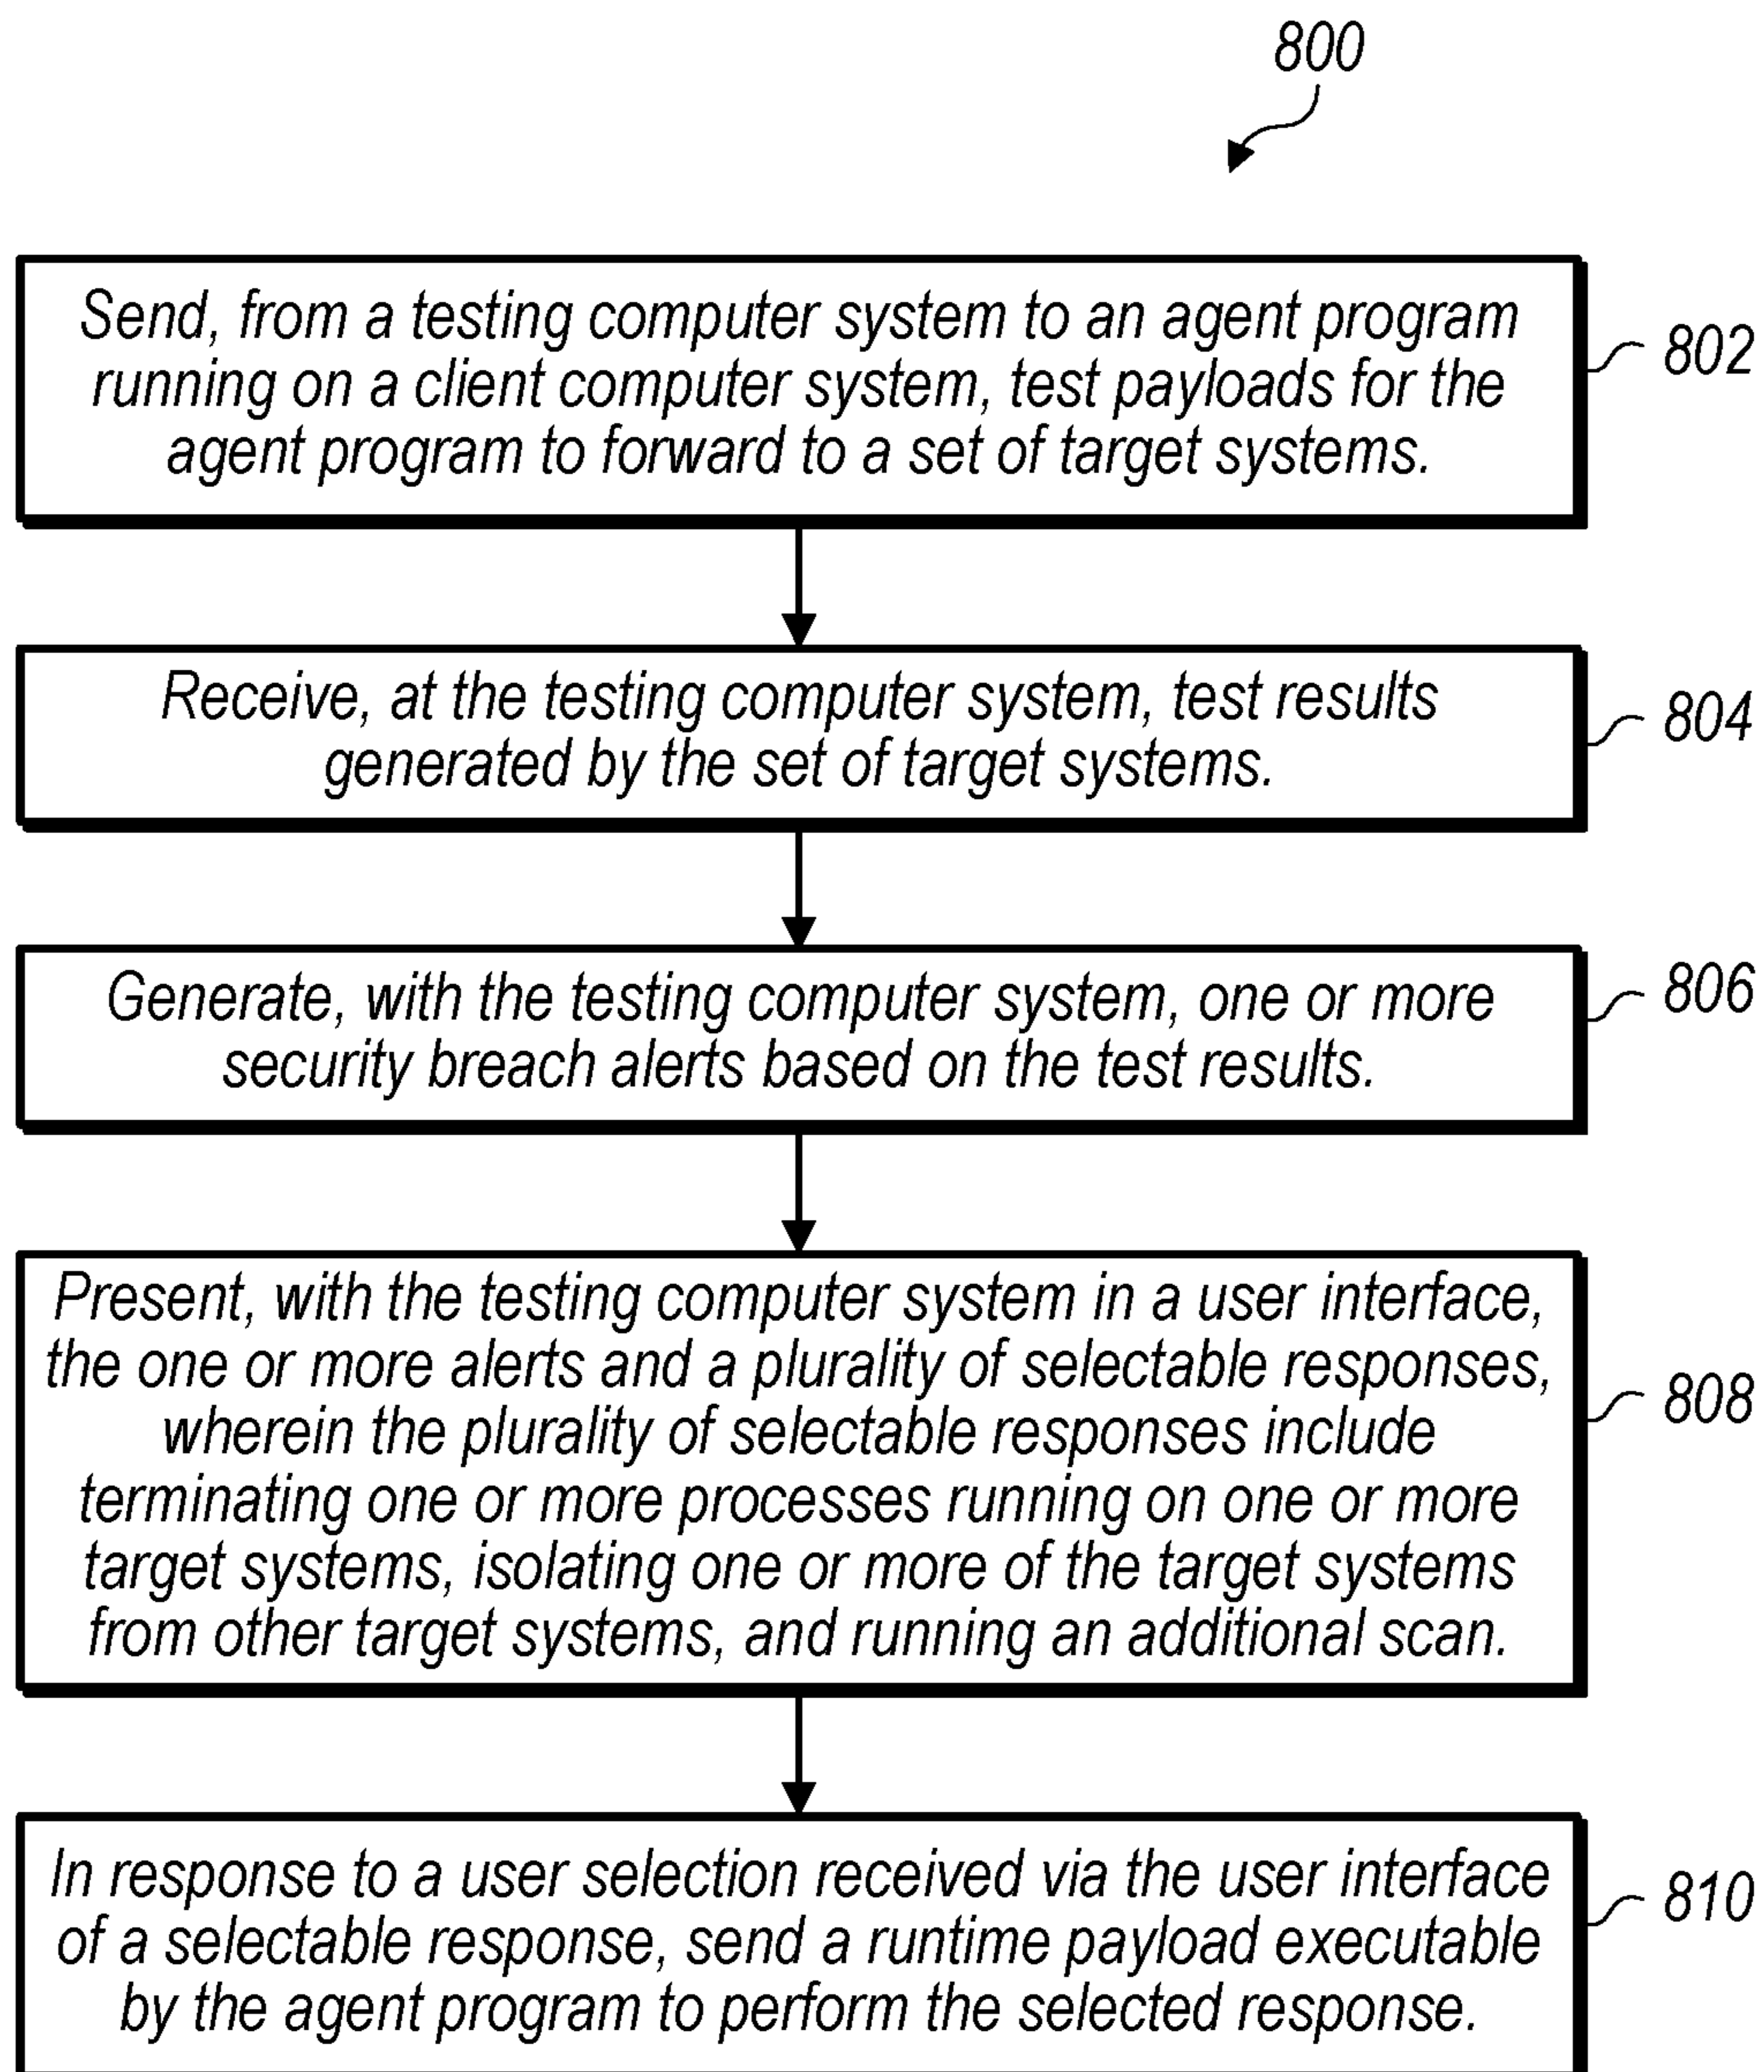 800
Send, from a testing computer system to an agent program
running on a client computer system, test payloads for the
agent program to forward to a set of target systems.
802
Receive, at the testing computer system, test results
generated by the set of target systems.
804
Generate, with the testing computer system, one or more
security breach alerts based on the test results.
806
Present, with the testing computer system in a user interface,
the one or more alerts and a plurality of selectable responses,
wherein the plurality of selectable responses include
terminating one or more processes running on one or more
target systems, isolating one or more of the target systems
from other target systems, and running an additional scan.
808
In response to a user selection received via the user interface
of a selectable response, send a runtime payload executable
by the agent program to perform the selected response.
810